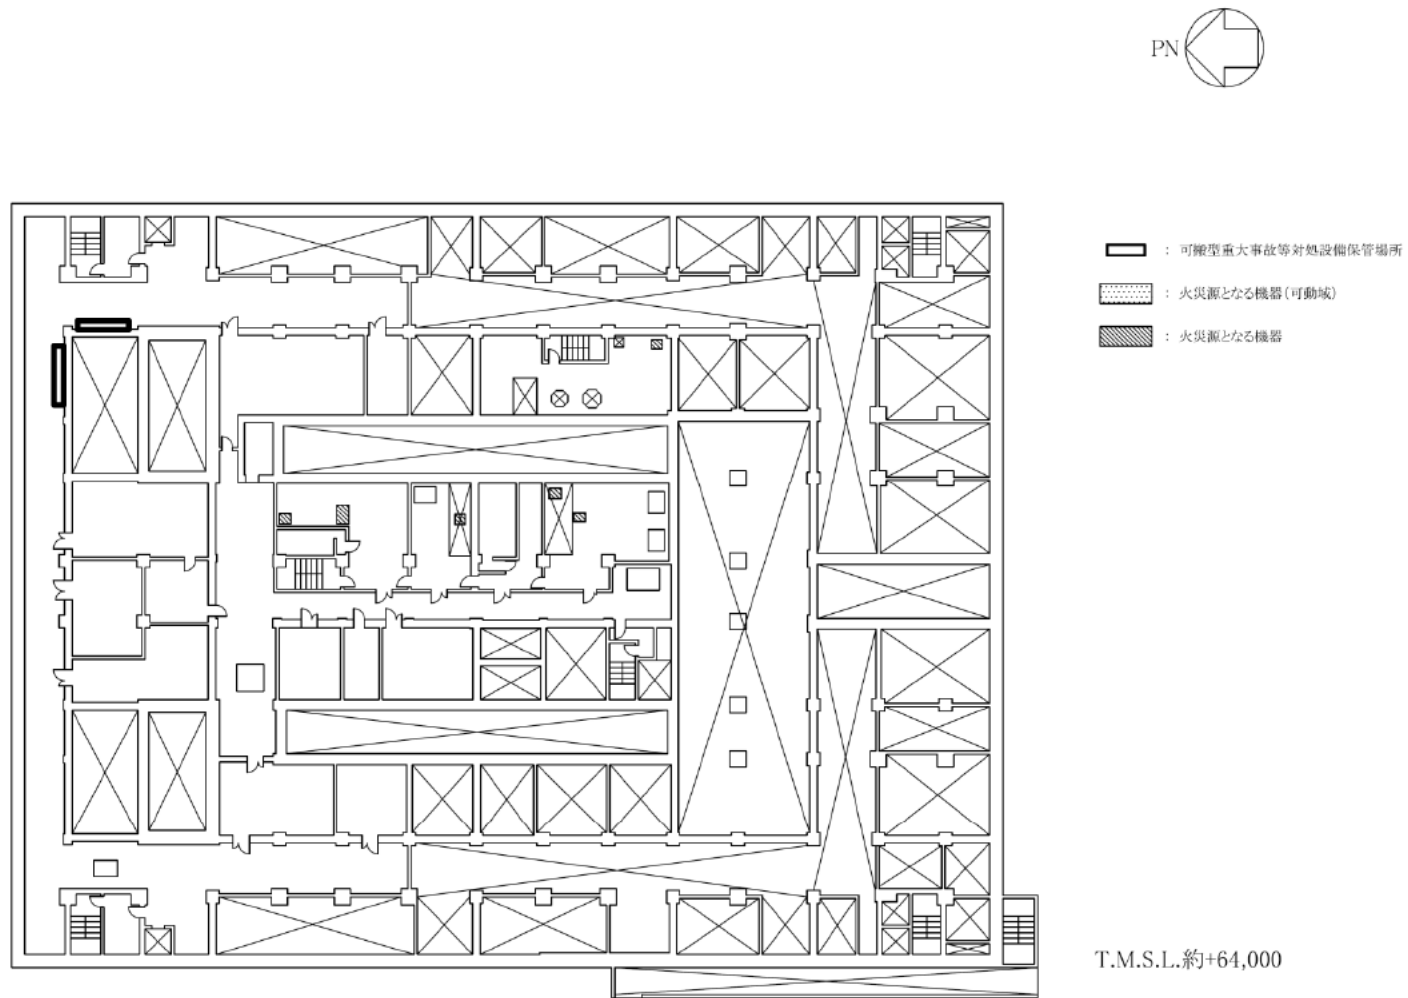 PN
： 可搬型重大事故等対処設備保管場所
： 火災源となる機器（可動域）
： 火災源となる機器
T.M.S.L.約+64,000